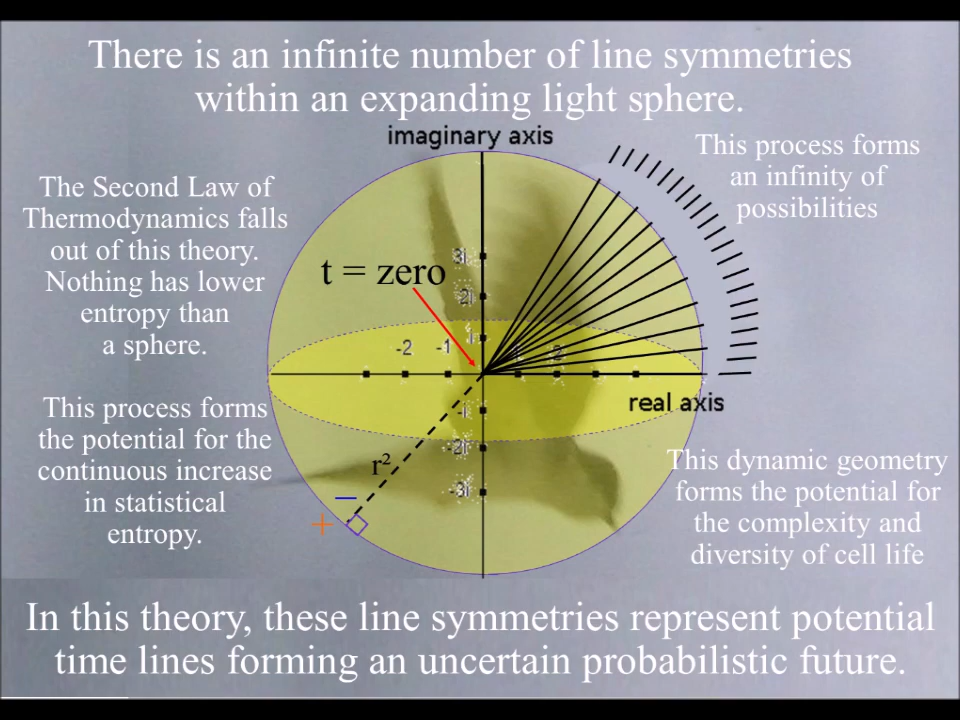 There is an infinite number of line symmetries
within an expanding light sphere.
imaginary axis
This process forms
an infinity of
possibilities
The Second Law of
Thermodynamics falls
out of this theory.
Nothing has lower
entropy than
a sphere.
t = zero
3i
2i
i
-2
-1
2
real axis
-i
-2i
-3i
This process forms
the potential for the
continuous increase
in statistical
entropy.
r²
−
+
This dynamic geometry
forms the potential for
the complexity and
diversity of cell life
In this theory, these line symmetries represent potential
time lines forming an uncertain probabilistic future.